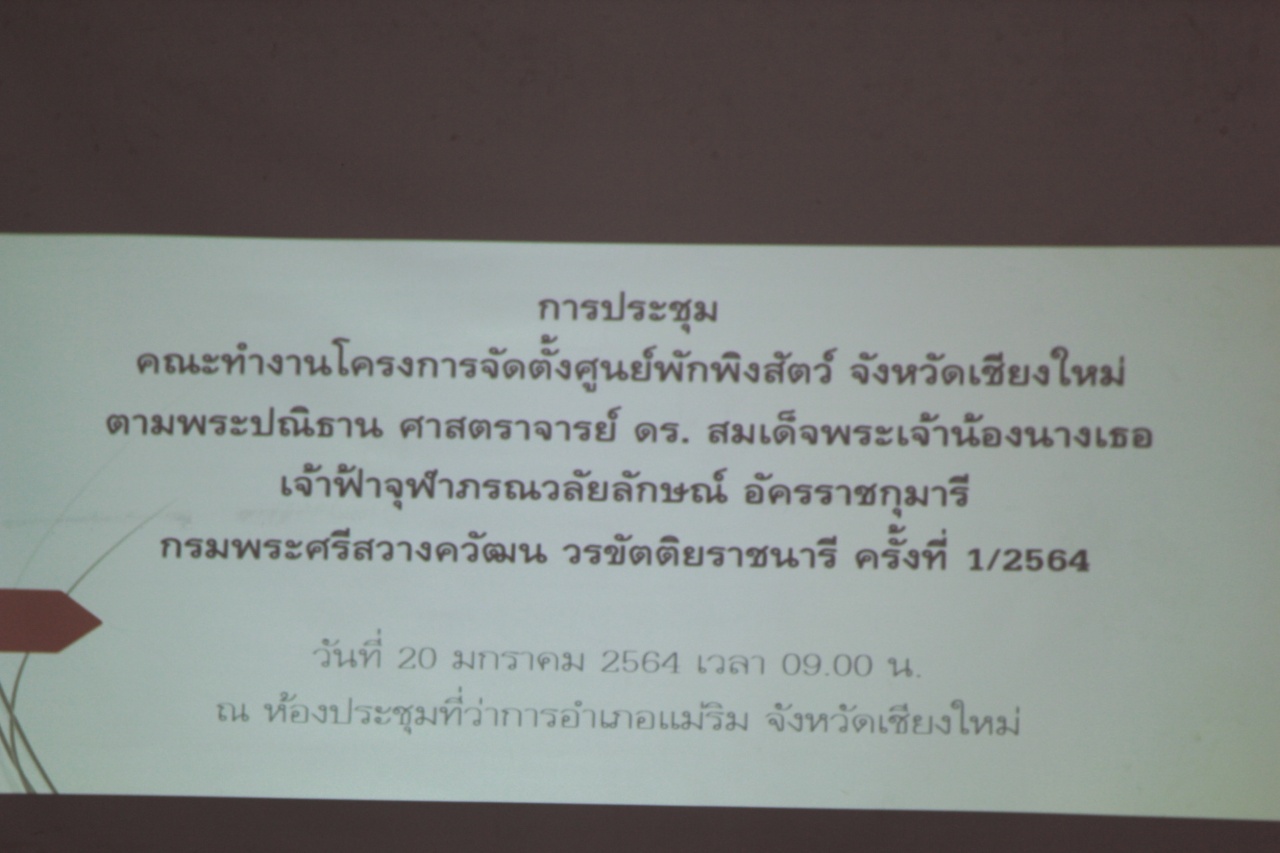 การประชุม
คณะทำงานโครงการจัดตั้งศูนย์พักพิงสัตว์ จังหวัดเชียงใหม่
ตามพระปณิธาน ศาสตราจารย์ ดร. สมเด็จพระเจ้าน้องนางเธอ
เจ้าฟ้าจุฬาภรณวลัยลักษณ์ อัครราชกุมารี
กรมพระศรีสวางควัฒน วรขัตติยราชนารี ครั้งที่ 1/2564
วันที่ 20 มกราคม 2564 เวลา 09.00 น.
ณ ห้องประชุมที่ว่าการอำเภอแม่ริม จังหวัดเชียงใหม่